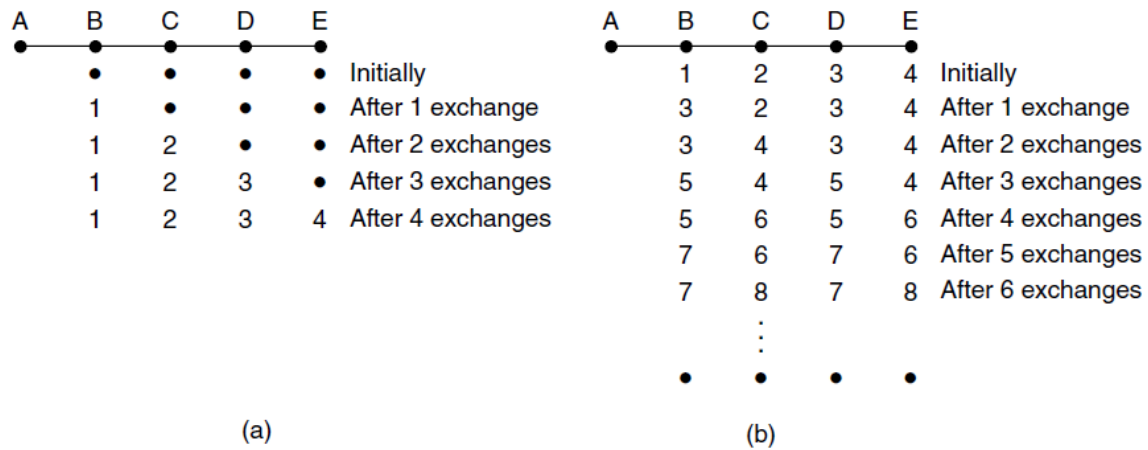 A B C D E
• • • • Initially
1 • • • After 1 exchange
1 2 • • After 2 exchanges
1 2 3 • After 3 exchanges
1 2 3 4 After 4 exchanges
(a)
A B C D E
1 2 3 4 Initially
3 2 3 4 After 1 exchange
3 4 3 4 After 2 exchanges
5 4 5 4 After 3 exchanges
5 6 5 6 After 4 exchanges
7 6 7 6 After 5 exchanges
7 8 7 8 After 6 exchanges
⋮
• • • •
(b)